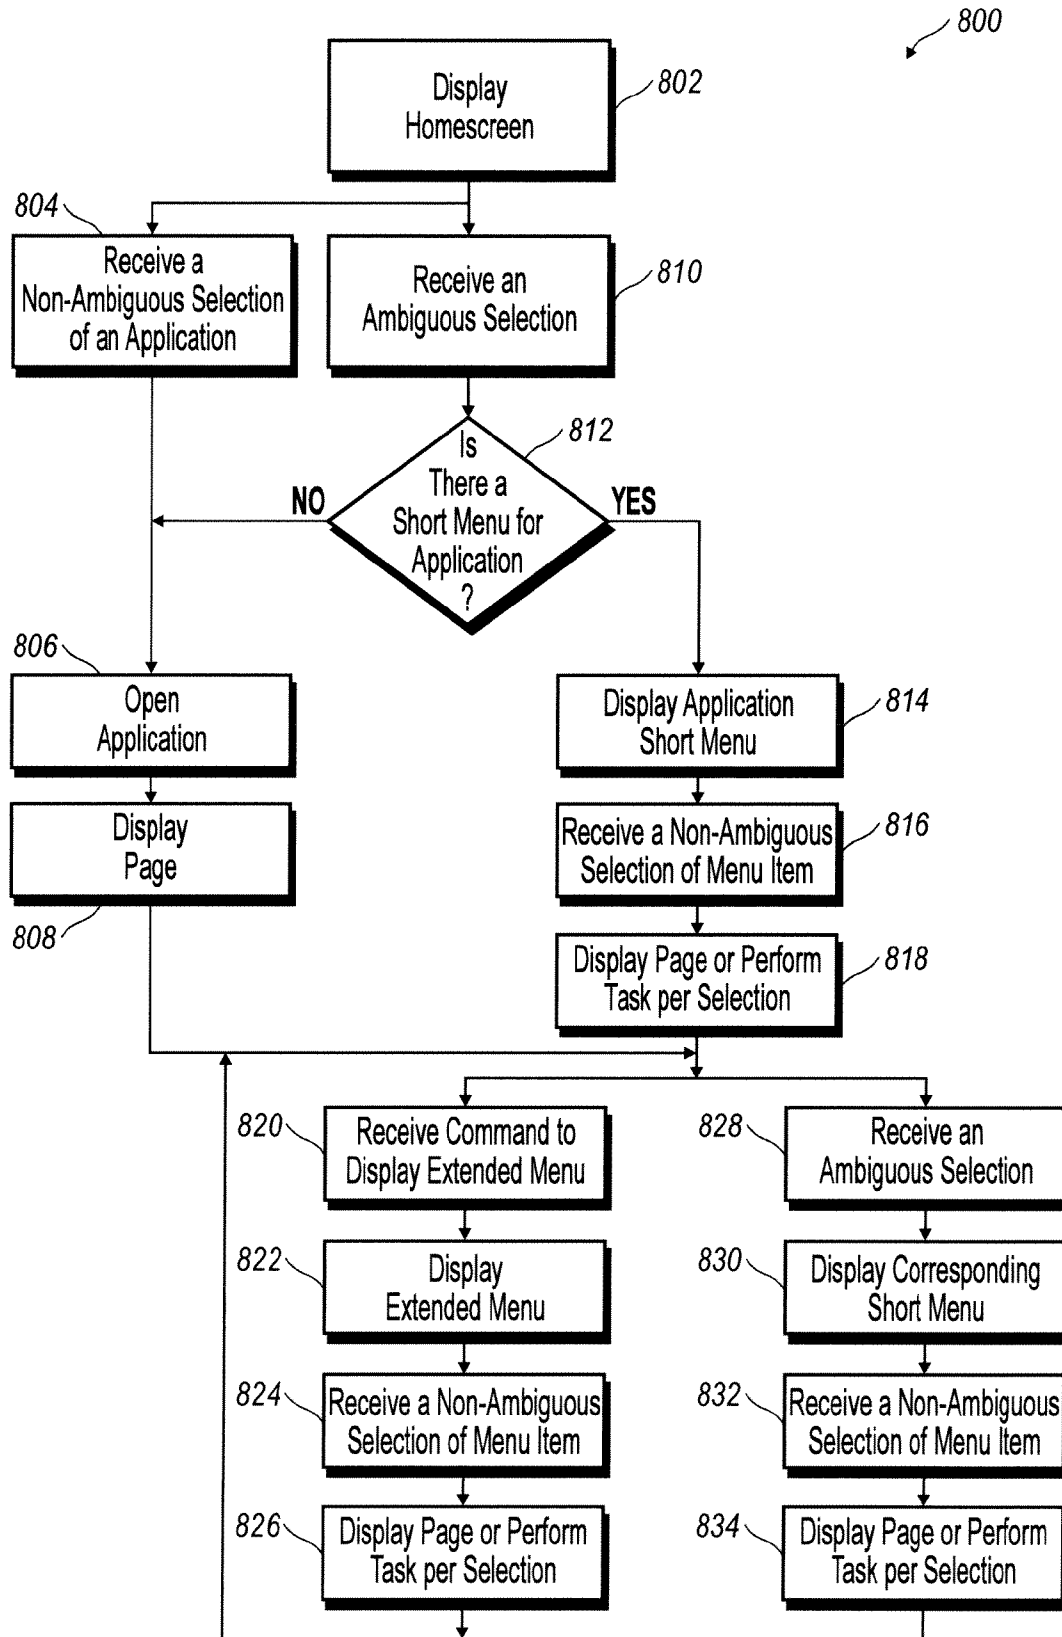 800
Display
Homescreen
802
804
Receive a
Non-Ambiguous Selection
of an Application
Receive an
Ambiguous Selection
810
Is
There a
Short Menu for
Application
?
812
NO
YES
806
Open
Application
Display Application
Short Menu
814
Display
Page
808
Receive a Non-Ambiguous
Selection of Menu Item
816
Display Page or Perform
Task per Selection
818
820
Receive Command to
Display Extended Menu
828
Receive an
Ambiguous Selection
822
Display
Extended Menu
830
Display Corresponding
Short Menu
824
Receive a Non-Ambiguous
Selection of Menu Item
832
Receive a Non-Ambiguous
Selection of Menu Item
826
Display Page or Perform
Task per Selection
834
Display Page or Perform
Task per Selection